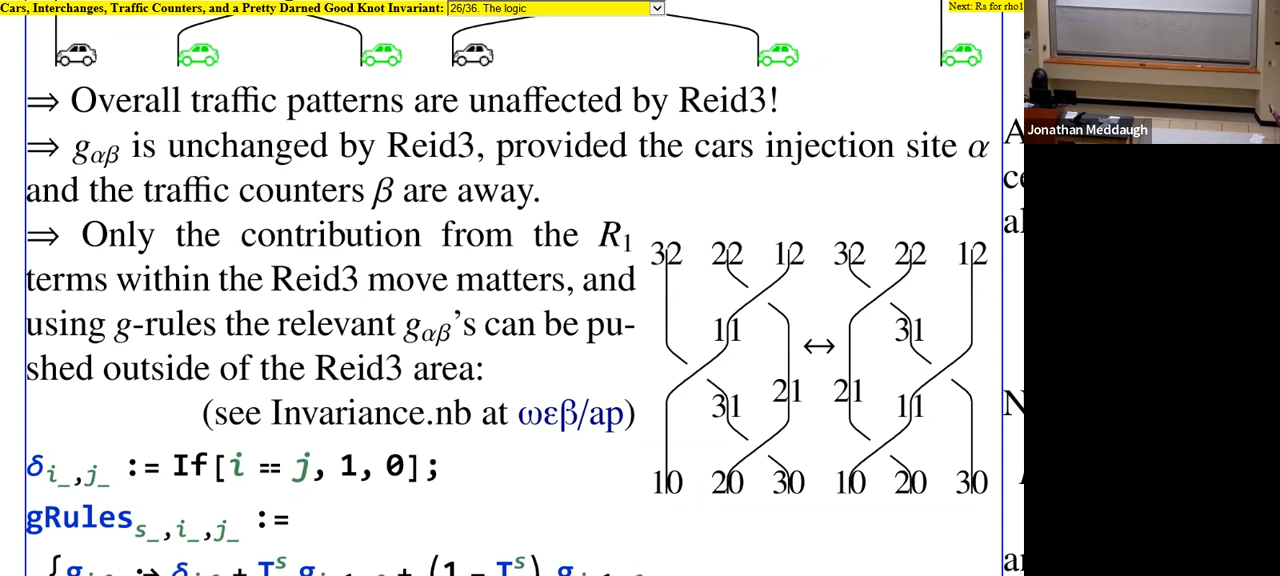 Cars, Interchanges, Traffic Counters, and a Pretty Darned Good Knot Invariant: 26/36. The logic
Next: Rs for rho1
⇒ Overall traffic patterns are unaffected by Reid3!
⇒ gαβ is unchanged by Reid3, provided the cars injection site α
and the traffic counters β are away.
⇒ Only the contribution from the R1
terms within the Reid3 move matters, and
using g-rules the relevant gαβ's can be pu-
shed outside of the Reid3 area:
(see Invariance.nb at ωεβ/ap)
32 22 12 32 22 12
11 31
21 21
31 11
10 20 30 10 20 30
δi_,j_ := If[i == j, 1, 0];
gRuless_,i_,j_ :=
Jonathan Meddaugh
A
ce
al
N